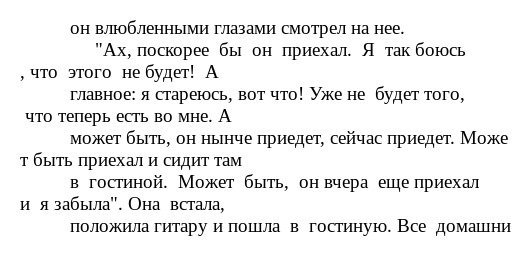 он влюбленными глазами смотрел на нее.
"Ах, поскорее бы он приехал. Я так боюсь
, что этого не будет! А
главное: я стареюсь, вот что! Уже не будет того,
что теперь есть во мне. А
может быть, он нынче приедет, сейчас приедет. Може
т быть приехал и сидит там
в гостиной. Может быть, он вчера еще приехал
и я забыла". Она встала,
положила гитару и пошла в гостиную. Все домашни